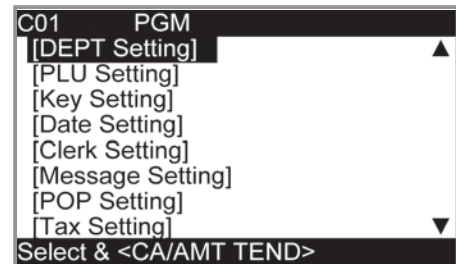 C01 PGM
[DEPT Setting]
[PLU Setting]
[Key Setting]
[Date Setting]
[Clerk Setting]
[Message Setting]
[POP Setting]
[Tax Setting]
Select & <CA/AMT TEND>